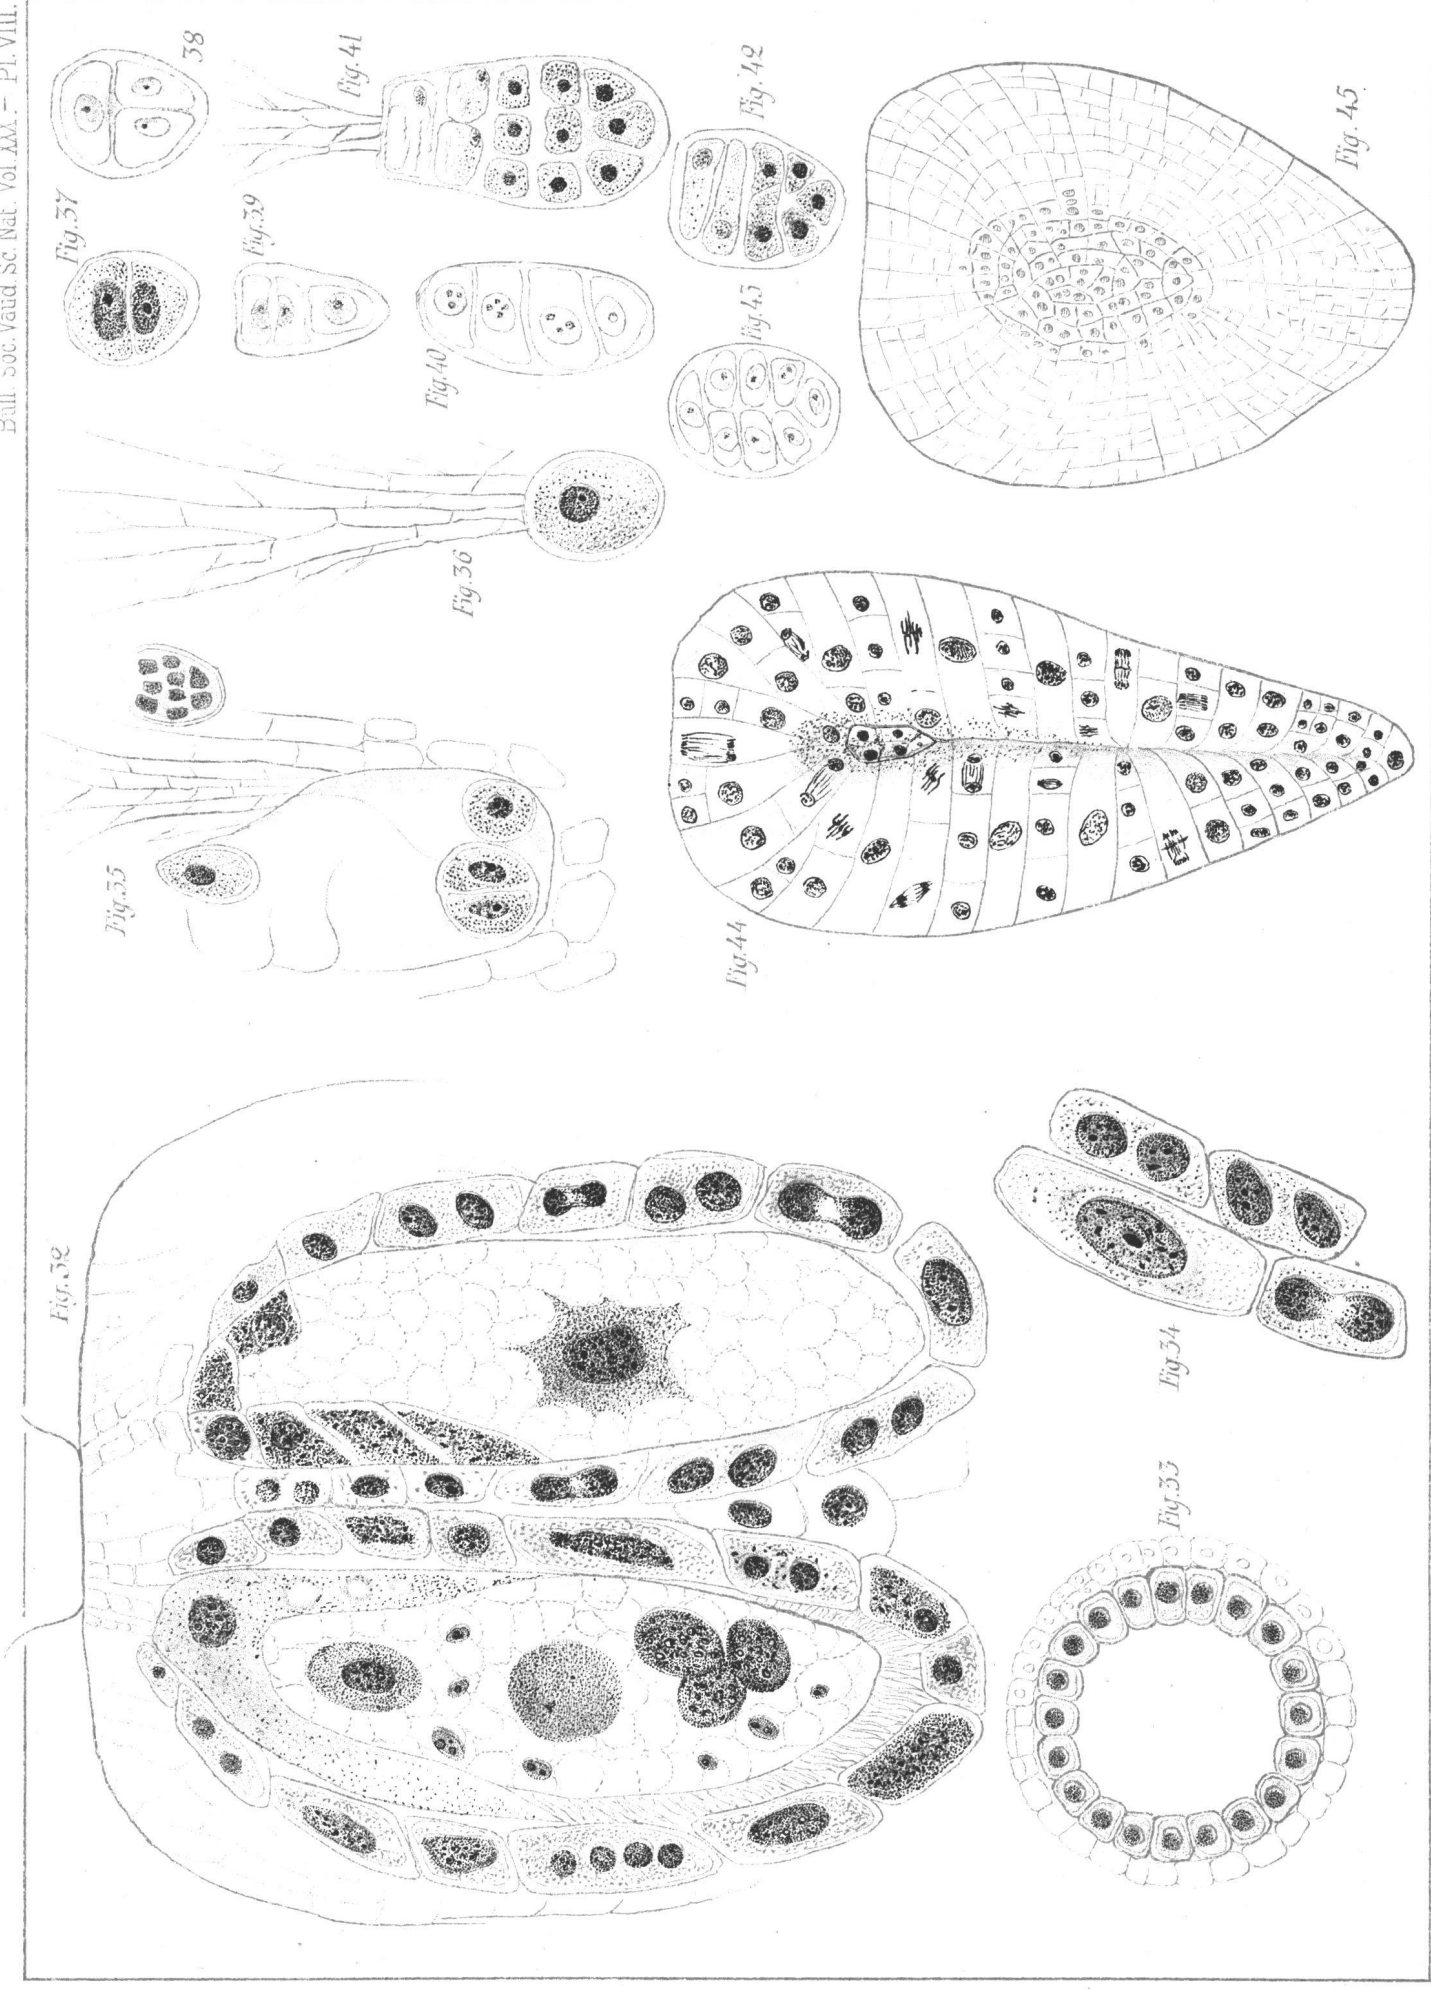 Bull. Soc. Vaud. Sc. Nat. Vol. XXX. – Pl. VIII.
Fig. 32
Fig. 33
Fig. 34
Fig. 35
Fig. 36
Fig. 37
38
Fig. 39
Fig. 40
Fig. 41
Fig. 42
Fig. 43
Fig. 44
Fig. 45